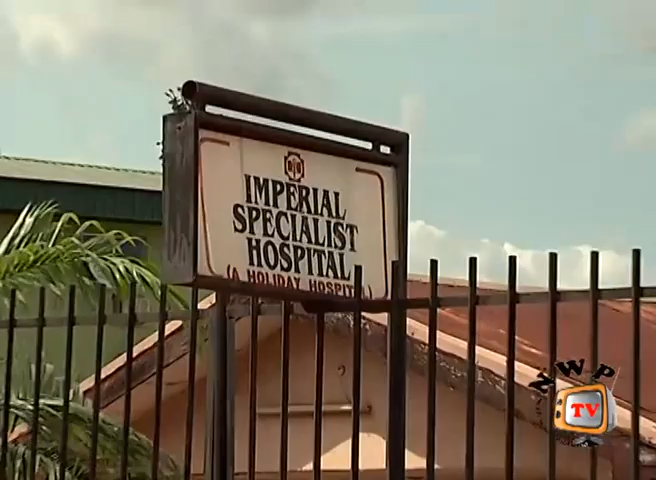 IMPERIAL
SPECIALIST
HOSPITAL
(A HOLIDAY HOSPITAL)
NWP
TV